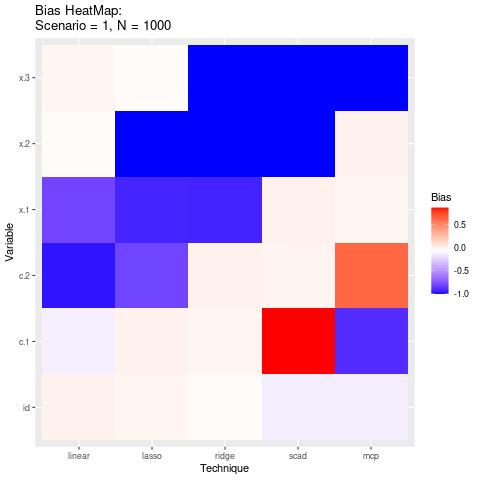 Bias HeatMap:
Scenario = 1, N = 1000
x.3
x.2
x.1
c.2
c.1
id
Variable
linear lasso ridge scad mcp
Technique
Bias
0.5
0.0
-0.5
-1.0